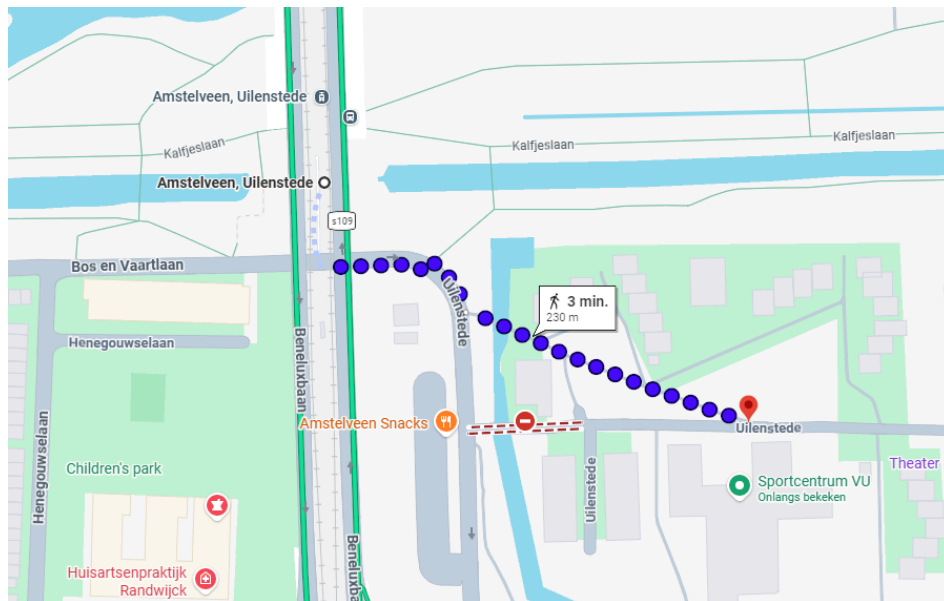 Amstelveen, Uilenstede
Kalfjeslaan
Kalfjeslaan
Kalfjeslaan
Amstelveen, Uilenstede
s109
Bos en Vaartlaan
Uilenstede
3 min.
230 m
Henegouwselaan
Beneluxbaan
Amstelveen Snacks
Uilenstede
Henegouwselaan
Children's park
Uilenstede
Theater
Sportcentrum VU
Onlangs bekeken
Beneluxba
Huisartsenpraktijk
Randwijck